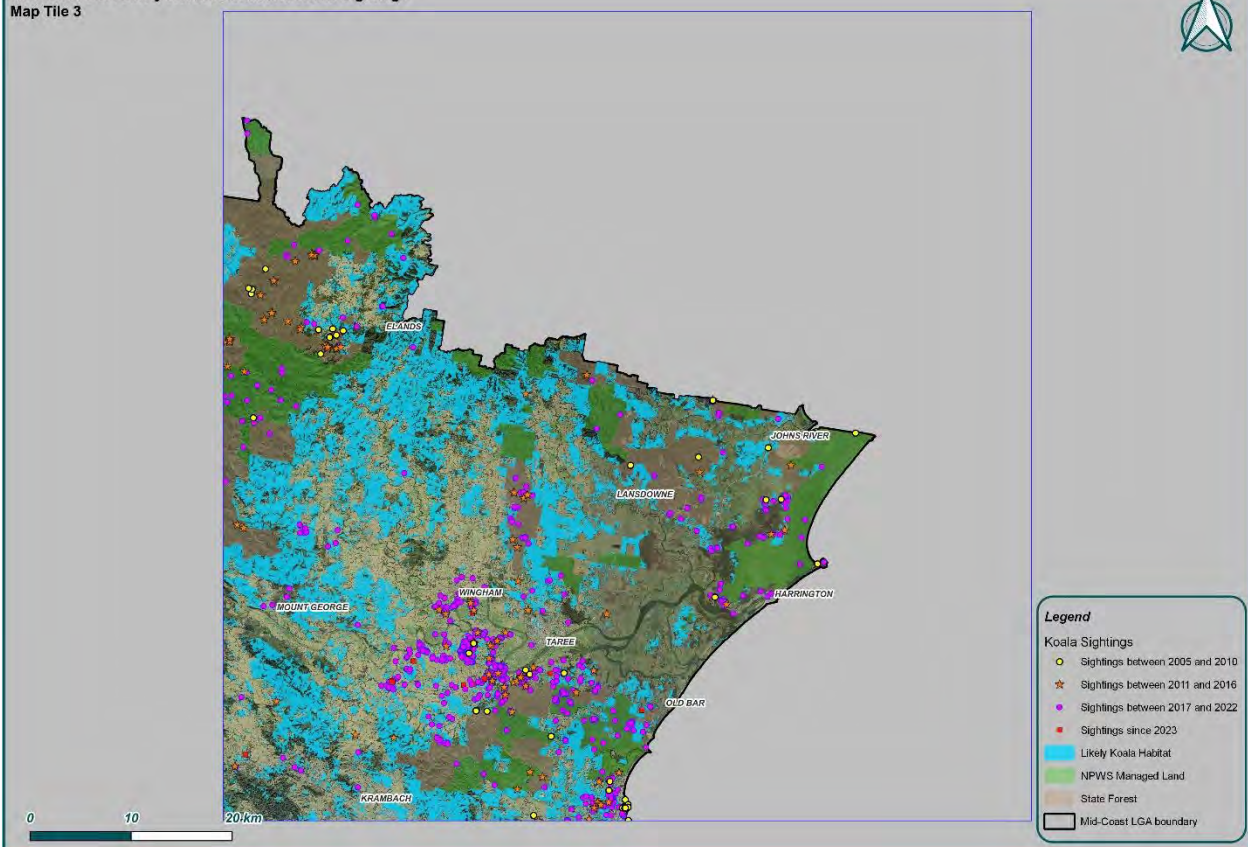 Map Tile 3
ELANDS
JOHNS RIVER
LANSDOWNE
WINGHAM
MOUNT GEORGE
HARRINGTON
TAREE
OLD BAR
KRAMBACH
0 10 20 km
Legend
Koala Sightings
Sightings between 2005 and 2010
Sightings between 2011 and 2016
Sightings between 2017 and 2022
Sightings since 2023
Likely Koala Habitat
NPWS Managed Land
State Forest
Mid-Coast LGA boundary